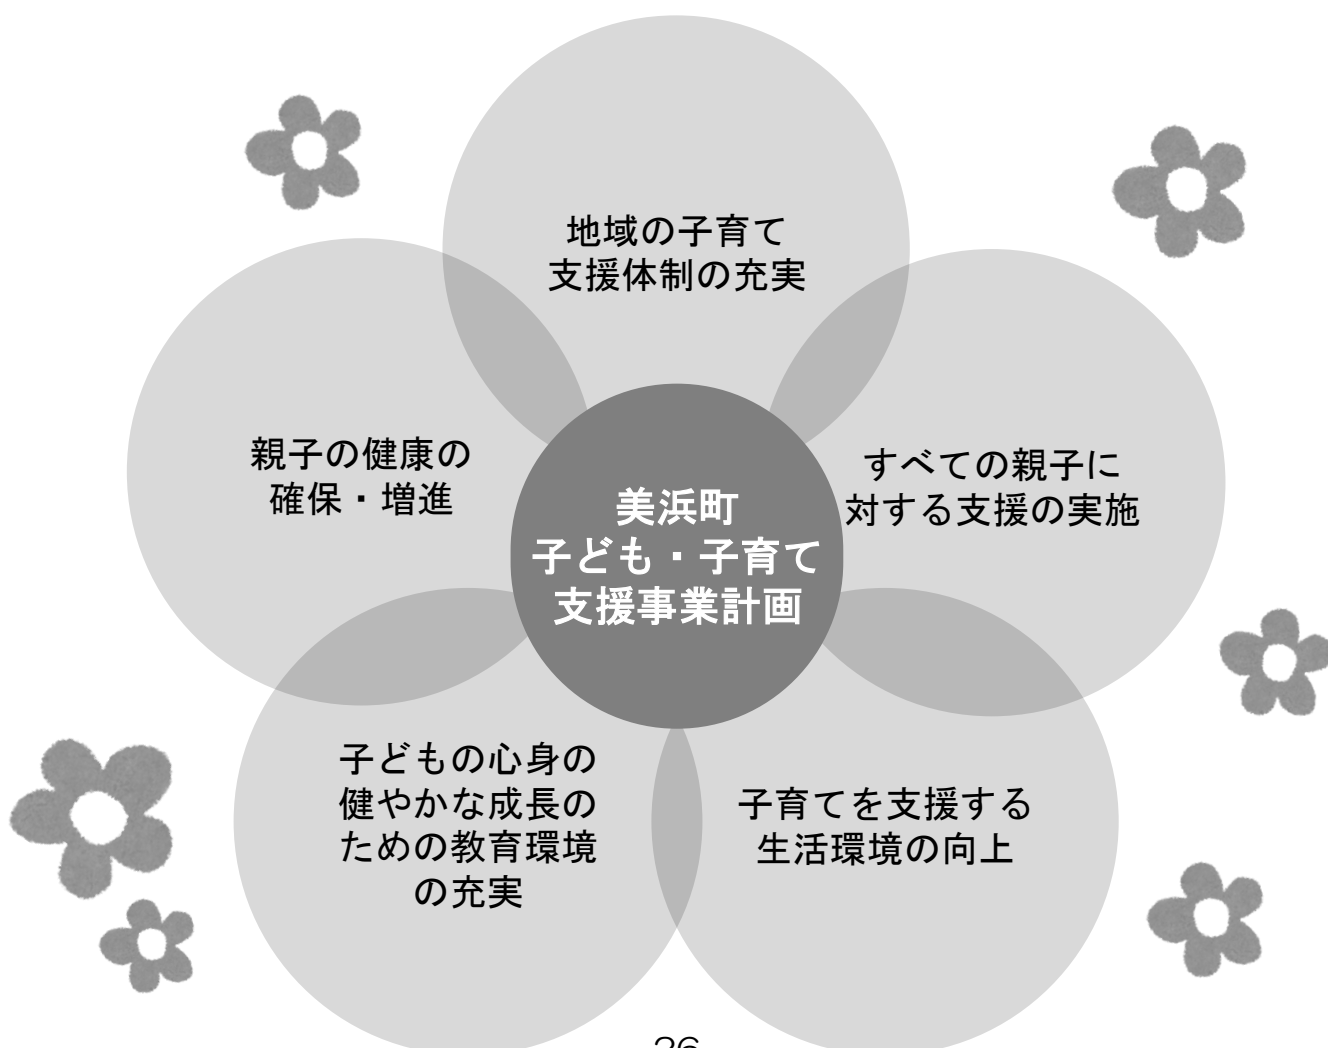 地域の子育て
支援体制の充実
親子の健康の
確保・増進
すべての親子に
対する支援の実施
美浜町
子ども・子育て
支援事業計画
子どもの心身の
健やかな成長の
ための教育環境
の充実
子育てを支援する
生活環境の向上
26